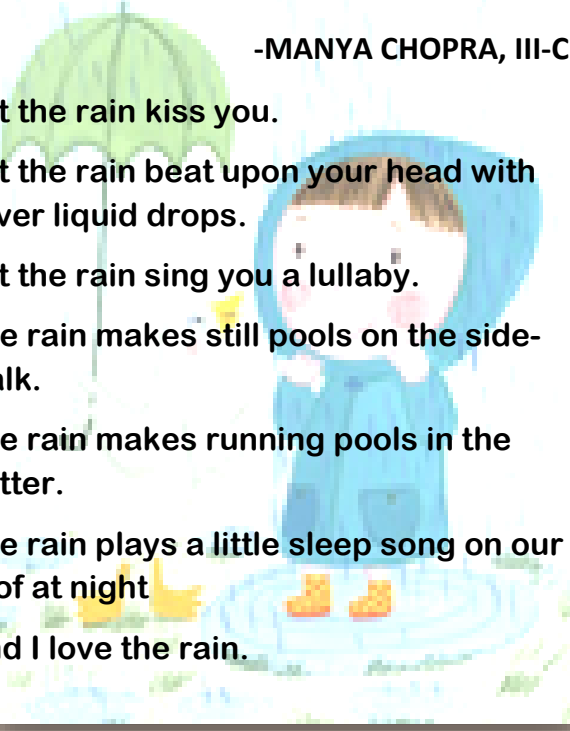 -MANYA CHOPRA, III-C
t the rain kiss you.
t the rain beat upon your head with
ver liquid drops.
t the rain sing you a lullaby.
e rain makes still pools on the side-
alk.
e rain makes running pools in the
tter.
e rain plays a little sleep song on our
of at night
nd I love the rain.